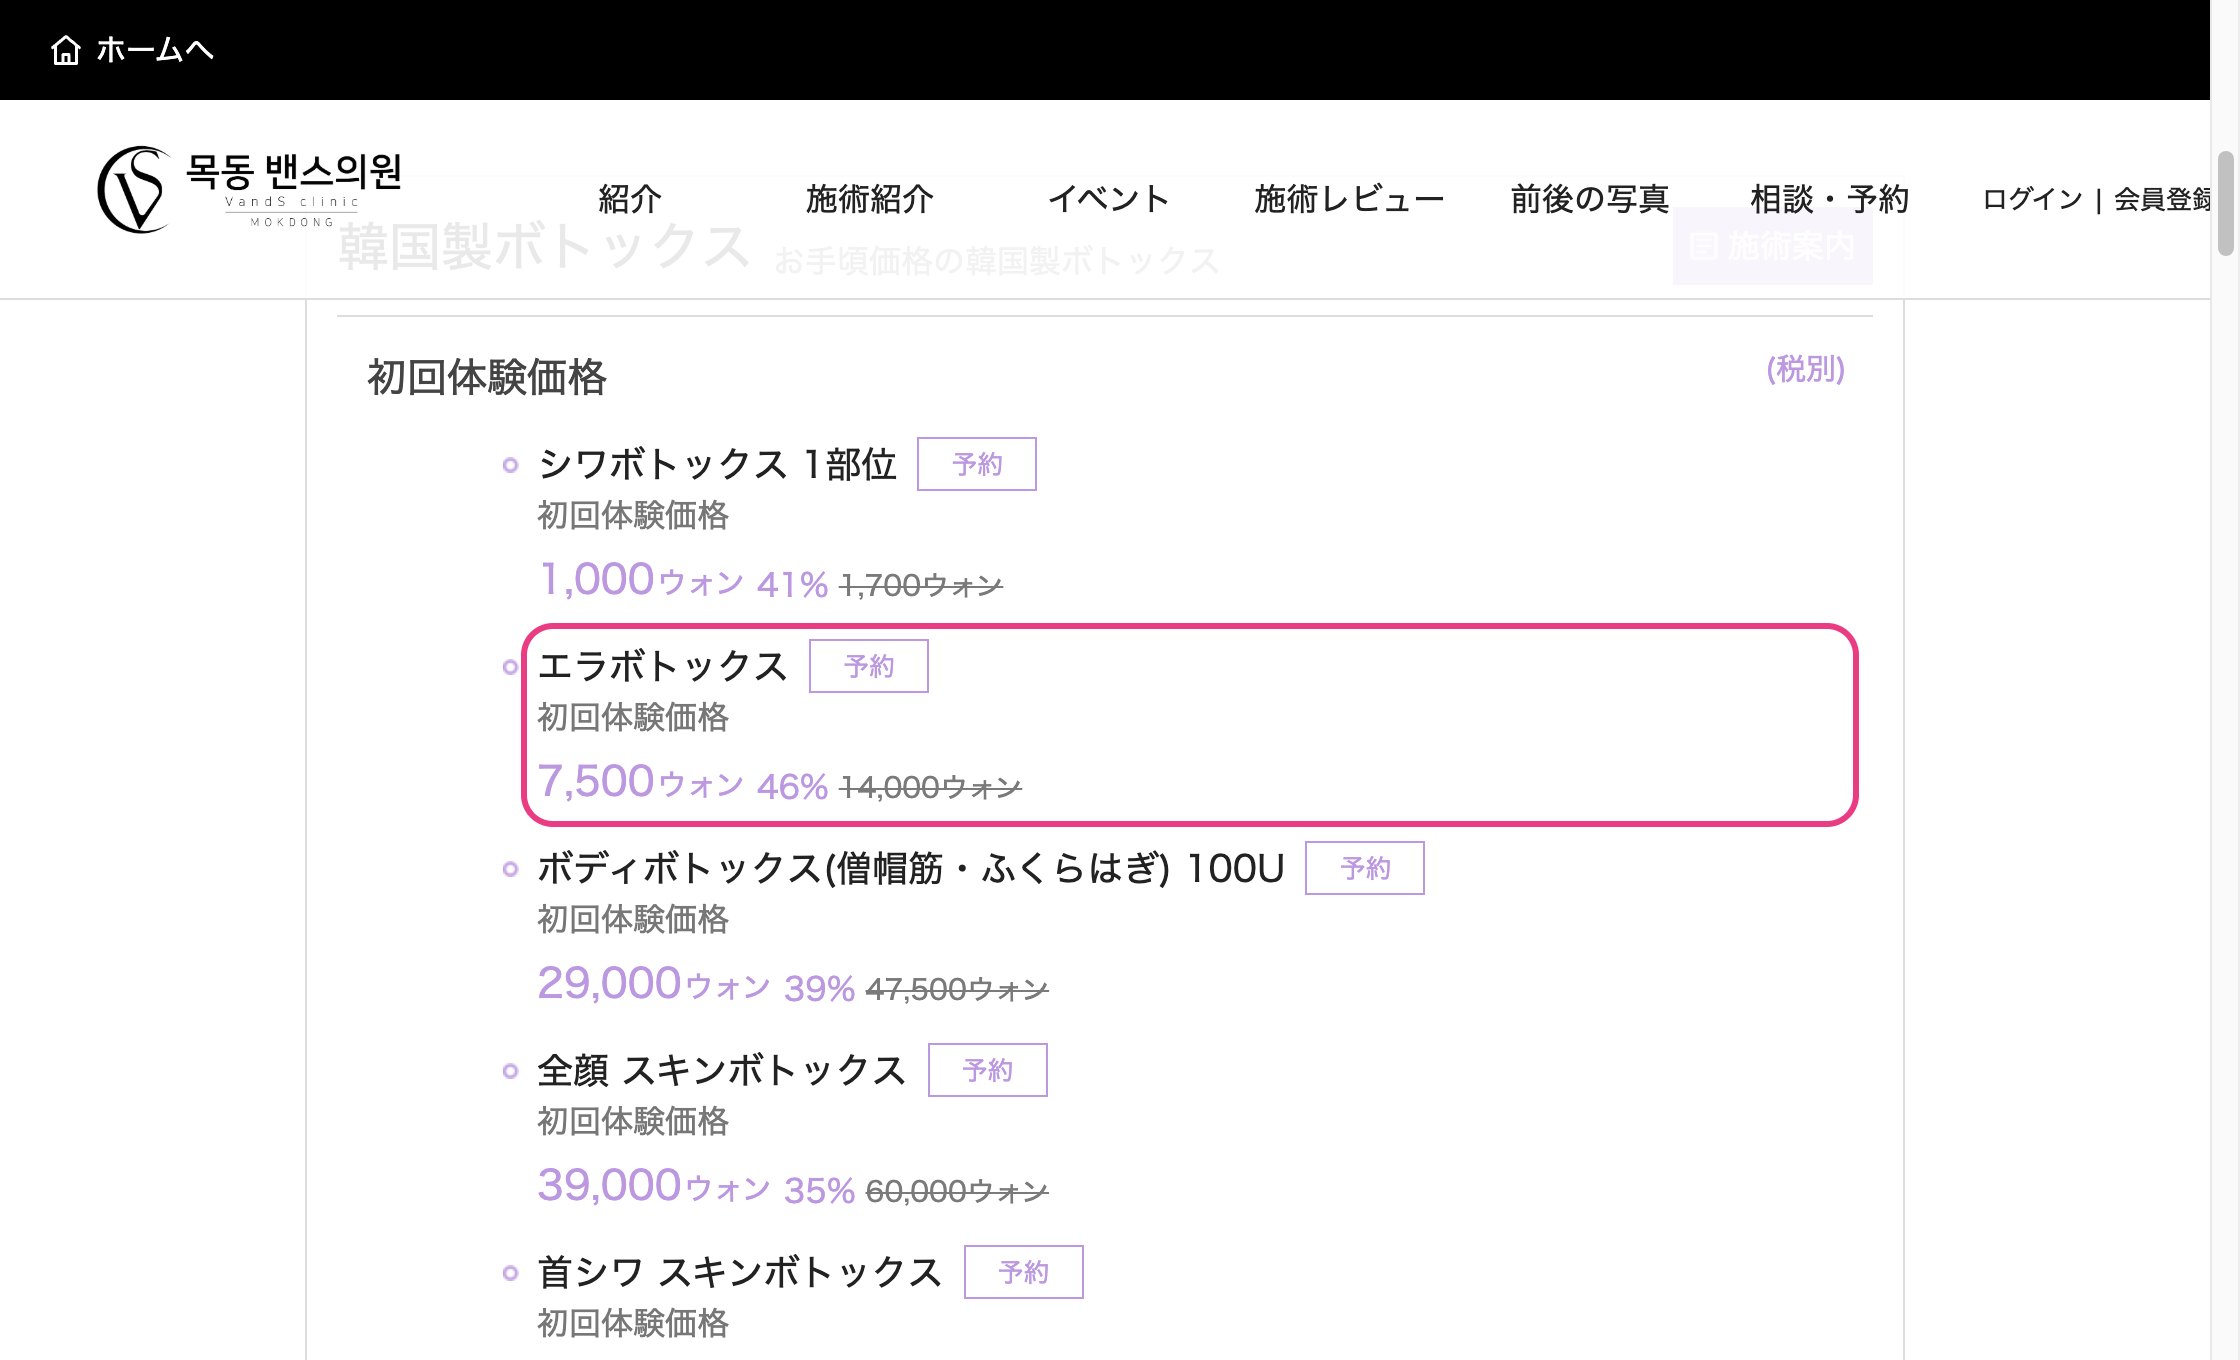 ホームへ
목동 밴스의원
VandS clinic
MOKDONG
紹介
施術紹介
イベント
施術レビュー
前後の写真
相談・予約
ログイン | 会員登録
韓国製ボトックス お手頃価格の韓国製ボトックス
施術案内
初回体験価格
(税別)
シワボトックス 1部位 予約
初回体験価格
1,000ウォン 41% 1,700ウォン
エラボトックス 予約
初回体験価格
7,500ウォン 46% 14,000ウォン
ボディボトックス(僧帽筋・ふくらはぎ) 100U 予約
初回体験価格
29,000ウォン 39% 47,500ウォン
全顔 スキンボトックス 予約
初回体験価格
39,000ウォン 35% 60,000ウォン
首シワ スキンボトックス 予約
初回体験価格